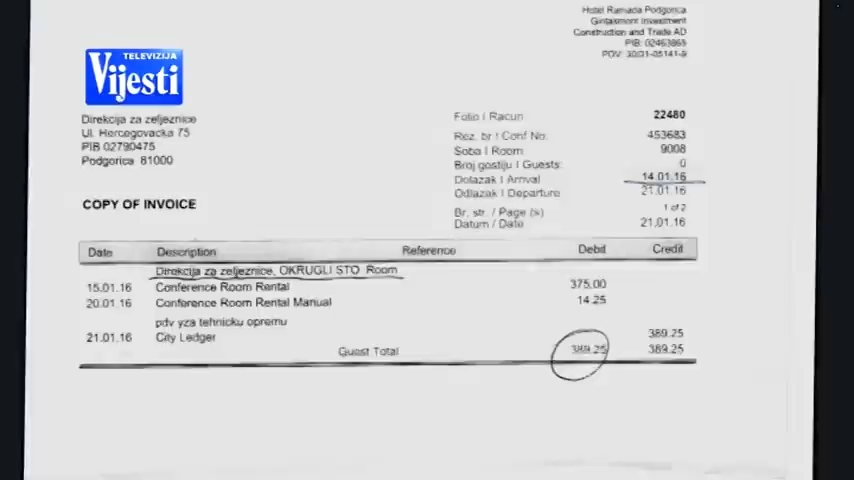 Hotel Ramada Podgorica
Gintasmont Investment
Construction and Trade AD
PIB: 02463865
PDV: 30/31-05141-9
TELEVIZIJA
Vijesti
Direkcija za zeljeznice
Ul. Hercegovacka 75
PIB 02790475
Podgorica 81000
Folio I Racun 22480
Rez. br I Conf No. 453683
Soba I Room 9008
Broj gostiju I Guests: 0
Dolazak I Arrival 14.01.16
Odlazak I Departure 21.01.16
Br. str. / Page (s) 1 of 2
Datum / Date 21.01.16
COPY OF INVOICE
Date Description Reference Debit Credit
Direkcija za zeljeznice, OKRUGLI STO Room
15.01.16 Conference Room Rental 375.00
20.01.16 Conference Room Rental Manual 14.25
pdv yza tehnicku opremu
21.01.16 City Ledger 389.25
Guest Total 389.25 389.25